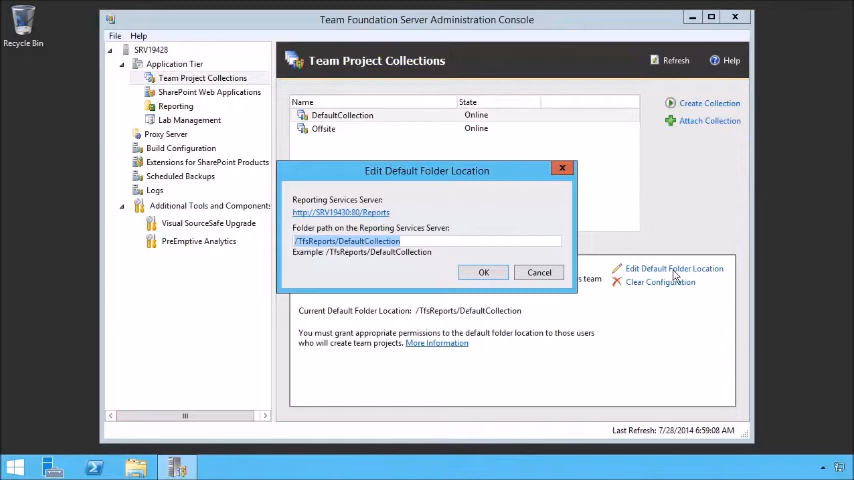 Team Foundation Server Administration Console
Recycle Bin
File Help
SRV19428
Application Tier
Team Project Collections
SharePoint Web Applications
Reporting
Lab Management
Proxy Server
Build Configuration
Extensions for SharePoint Products
Scheduled Backups
Logs
Additional Tools and Components
Visual SourceSafe Upgrade
PreEmptive Analytics
Team Project Collections
Refresh
Help
Name State
DefaultCollection Online
Offsite Online
Create Collection
Attach Collection
Edit Default Folder Location
Reporting Services Server:
http://SRV19430:80/Reports
Folder path on the Reporting Services Server:
/TfsReports/DefaultCollection
Example: /TfsReports/DefaultCollection
OK Cancel
Edit Default Folder Location
es team
Clear Configuration
Current Default Folder Location: /TfsReports/DefaultCollection
You must grant appropriate permissions to the default folder location to those users
who will create team projects. More Information
Last Refresh: 7/28/2014 6:59:08 AM